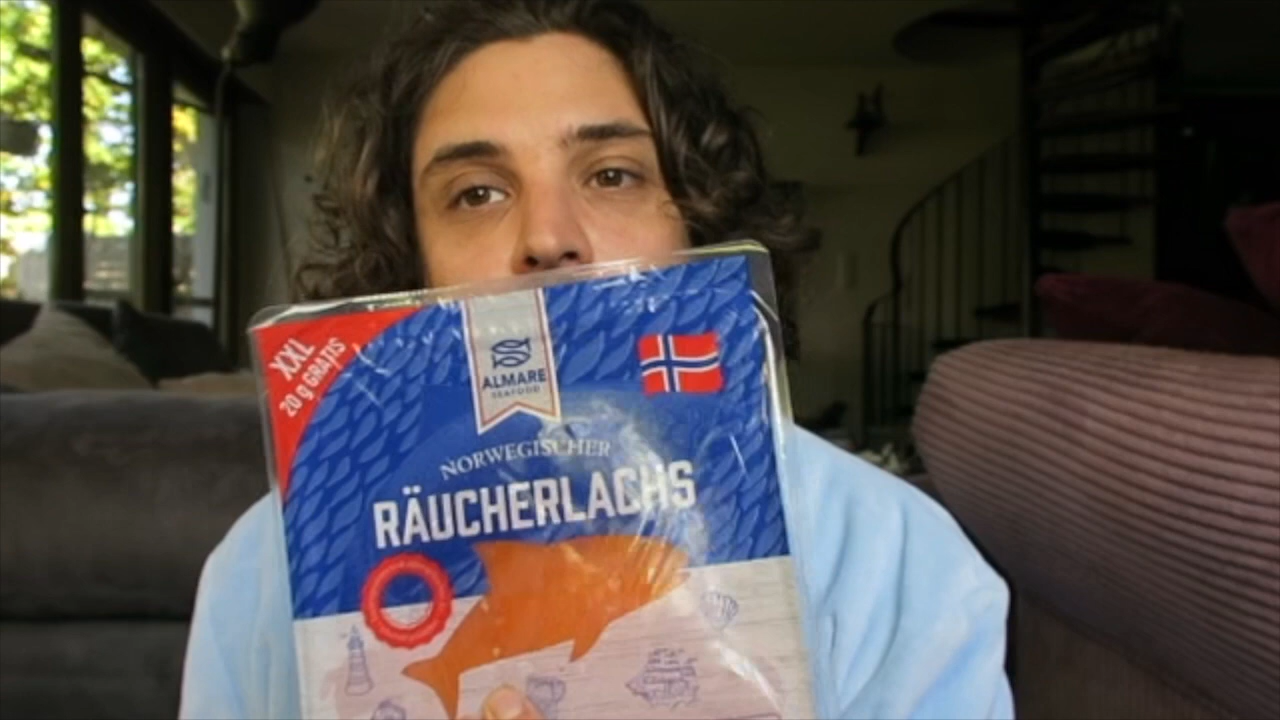 XXL
20 g GRATIS
ALMARE
SEAFOOD
NORWEGISCHER
RÄUCHERLACHS